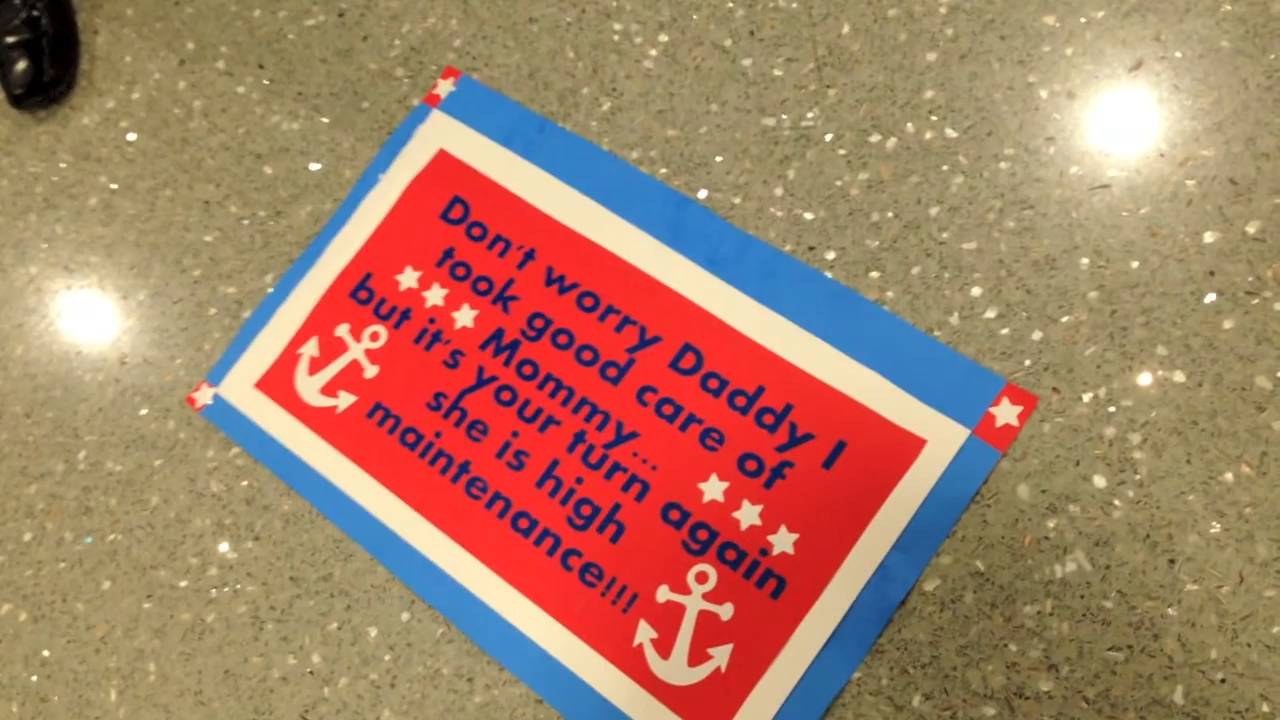 Don't worry Daddy I
took good care of
Mommy...
but it's your turn again
she is high
maintenance!!!